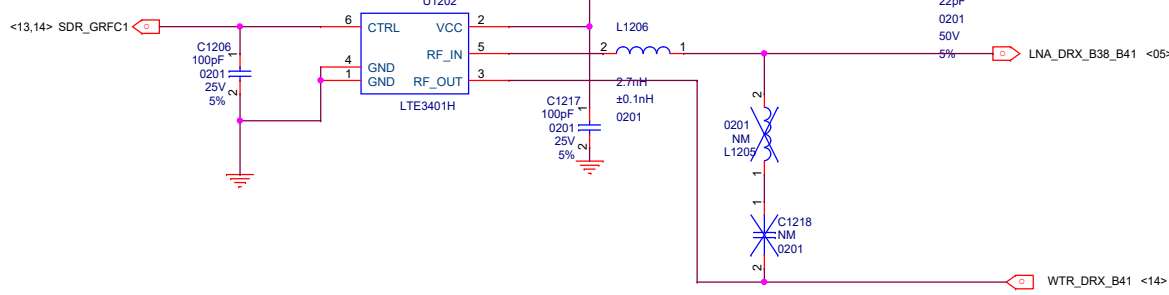 U1202
22pF
0201
50V
5%
<13,14> SDR_GRFC1
6 CTRL VCC 2
L1206
C1206
100pF
0201
25V
5%
1
2
RF_IN 5
2 1
LNA_DRX_B38_B41 <05>
4 GND
1 GND RF_OUT 3
LTE3401H
2.7nH
±0.1nH
0201
C1217
100pF
0201
25V
5%
1
2
2
0201
NM
L1205
1
1
C1218
NM
0201
2
WTR_DRX_B41 <14>